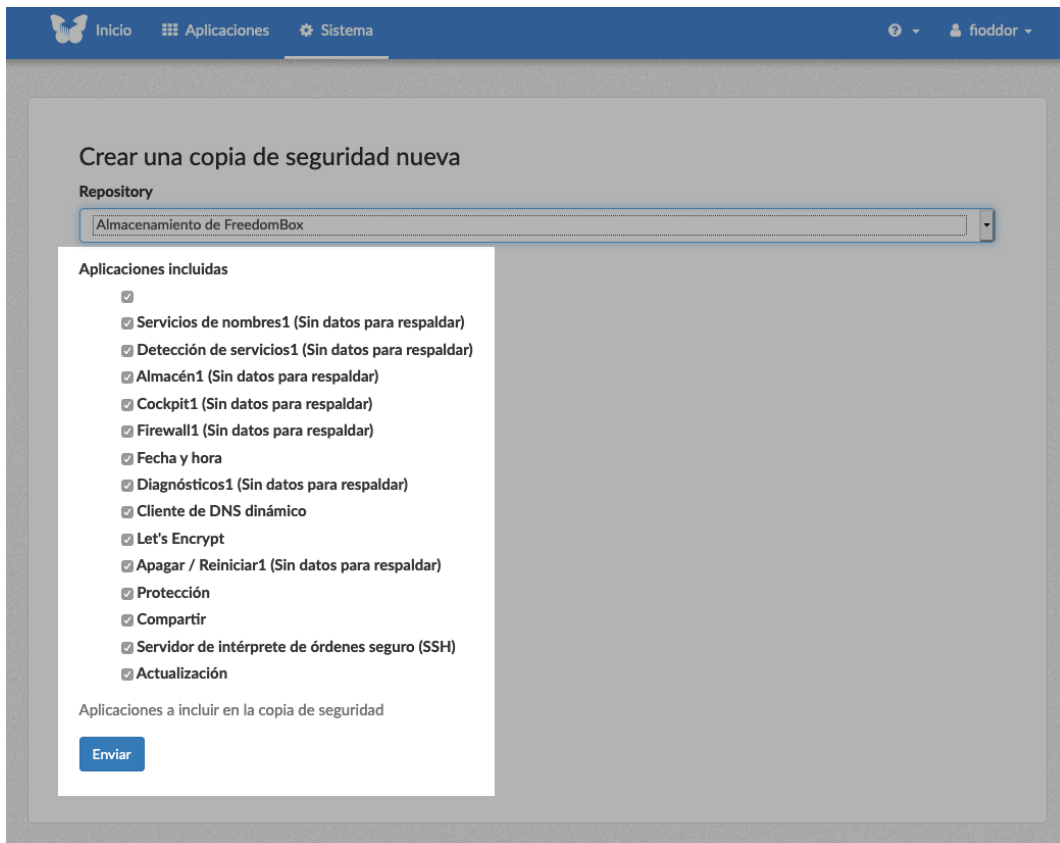 Inicio Aplicaciones Sistema fioddor
Crear una copia de seguridad nueva
Repository
Almacenamiento de FreedomBox
Aplicaciones incluidas
Servicios de nombres1 (Sin datos para respaldar)
Detección de servicios1 (Sin datos para respaldar)
Almacén1 (Sin datos para respaldar)
Cockpit1 (Sin datos para respaldar)
Firewall1 (Sin datos para respaldar)
Fecha y hora
Diagnósticos1 (Sin datos para respaldar)
Cliente de DNS dinámico
Let's Encrypt
Apagar / Reiniciar1 (Sin datos para respaldar)
Protección
Compartir
Servidor de intérprete de órdenes seguro (SSH)
Actualización
Aplicaciones a incluir en la copia de seguridad
Enviar